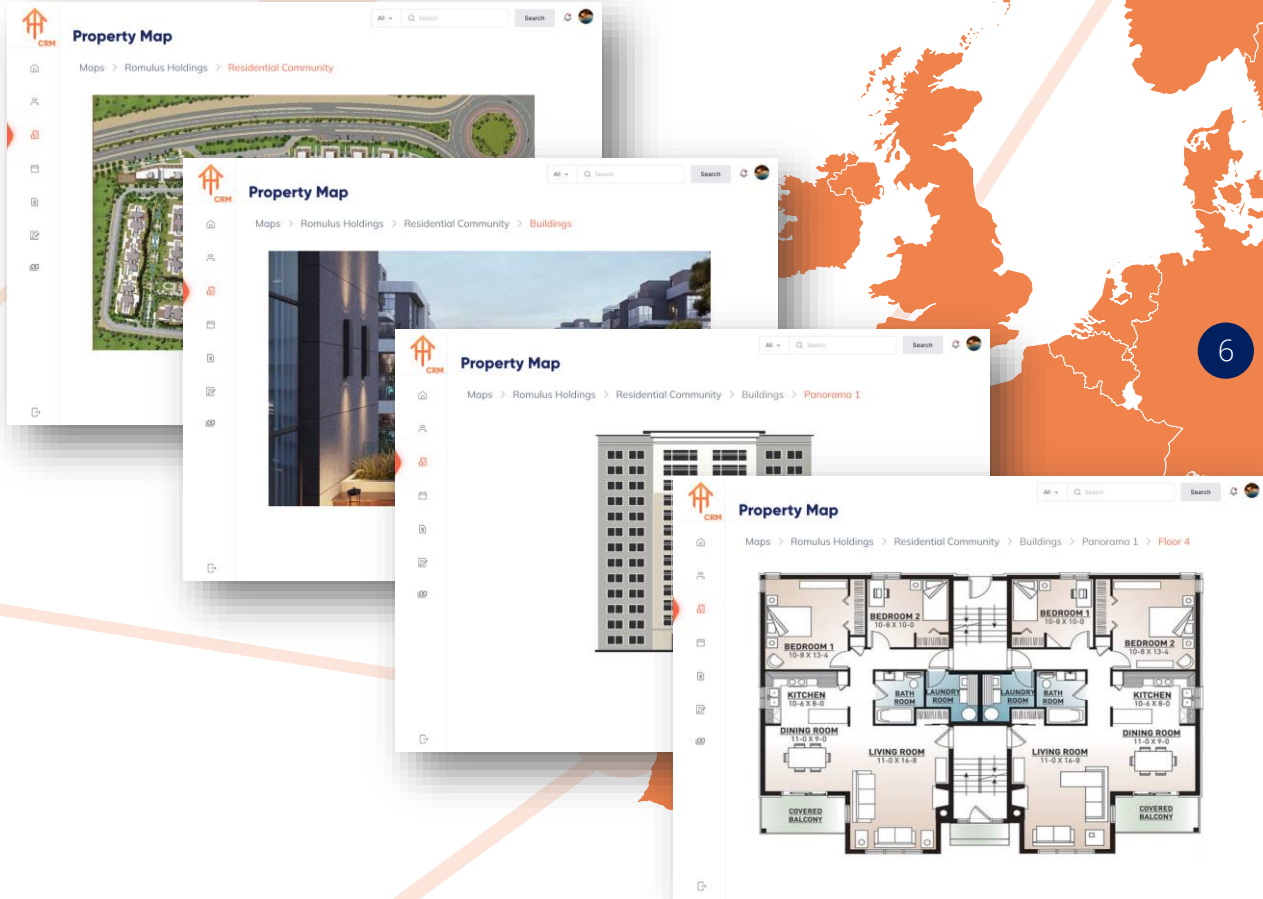 CRM
All
Search
Search
Property Map
Maps > Romulus Holdings > Residential Community
CRM
All
Search
Search
Property Map
Maps > Romulus Holdings > Residential Community > Buildings
CRM
All
Search
Search
Property Map
Maps > Romulus Holdings > Residential Community > Buildings > Panorama 1
6
CRM
All
Search
Search
Property Map
Maps > Romulus Holdings > Residential Community > Buildings > Panorama 1 > Floor 4
BEDROOM 1
10-8 X 13-4
BEDROOM 2
10-8 X 10-0
BEDROOM 1
10-8 X 10-0
BEDROOM 2
10-8 X 13-4
KITCHEN
10-6 X 8-0
BATH
ROOM
LAUNDRY
ROOM
LAUNDRY
ROOM
BATH
ROOM
KITCHEN
10-6 X 8-0
DINING ROOM
11-0 X 9-0
LIVING ROOM
11-0 X 16-8
LIVING ROOM
11-0 X 16-8
DINING ROOM
11-0 X 9-0
COVERED
BALCONY
COVERED
BALCONY